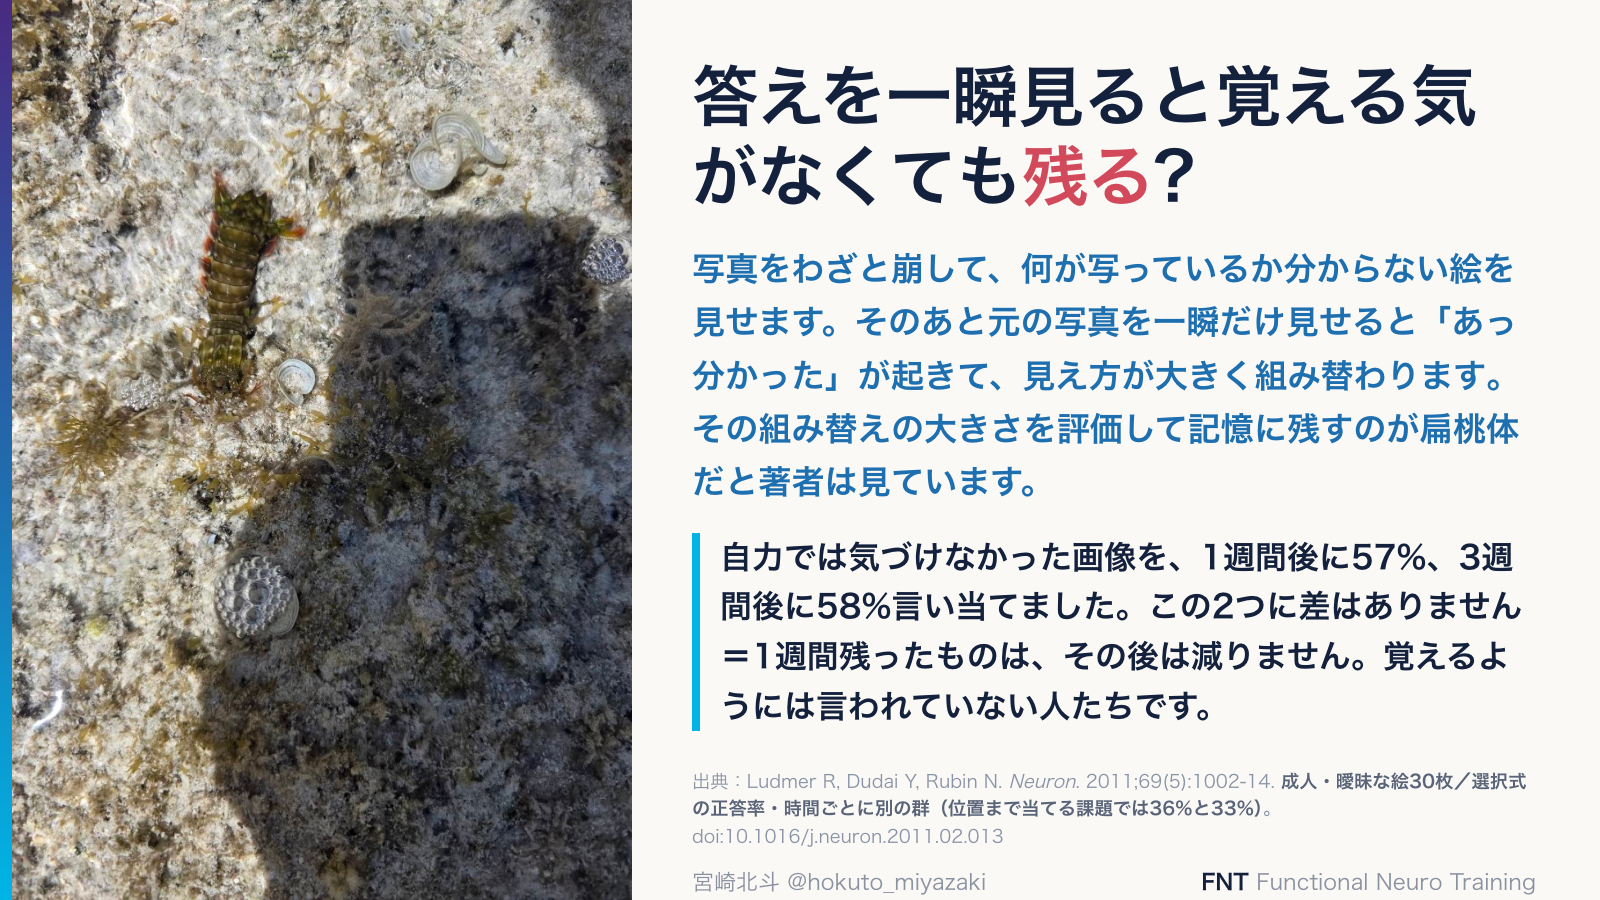 答えを一瞬見ると覚える気
がなくても残る?
写真をわざと崩して、何が写っているか分からない絵を
見せます。そのあと元の写真を一瞬だけ見せると「あっ
分かった」が起きて、見え方が大きく組み替わります。
その組み替えの大きさを評価して記憶に残すのが扁桃体
だと著者は見ています。
自力では気づけなかった画像を、1週間後に57%、3週
間後に58%言い当てました。この2つに差はありません
＝1週間残ったものは、その後は減りません。覚えるよ
うには言われていない人たちです。
出典：Ludmer R, Dudai Y, Rubin N. Neuron. 2011;69(5):1002-14. 成人・曖昧な絵30枚／選択式
の正答率・時間ごとに別の群（位置まで当てる課題では36%と33%）。
doi:10.1016/j.neuron.2011.02.013
宮崎北斗 @hokuto_miyazaki
FNT Functional Neuro Training